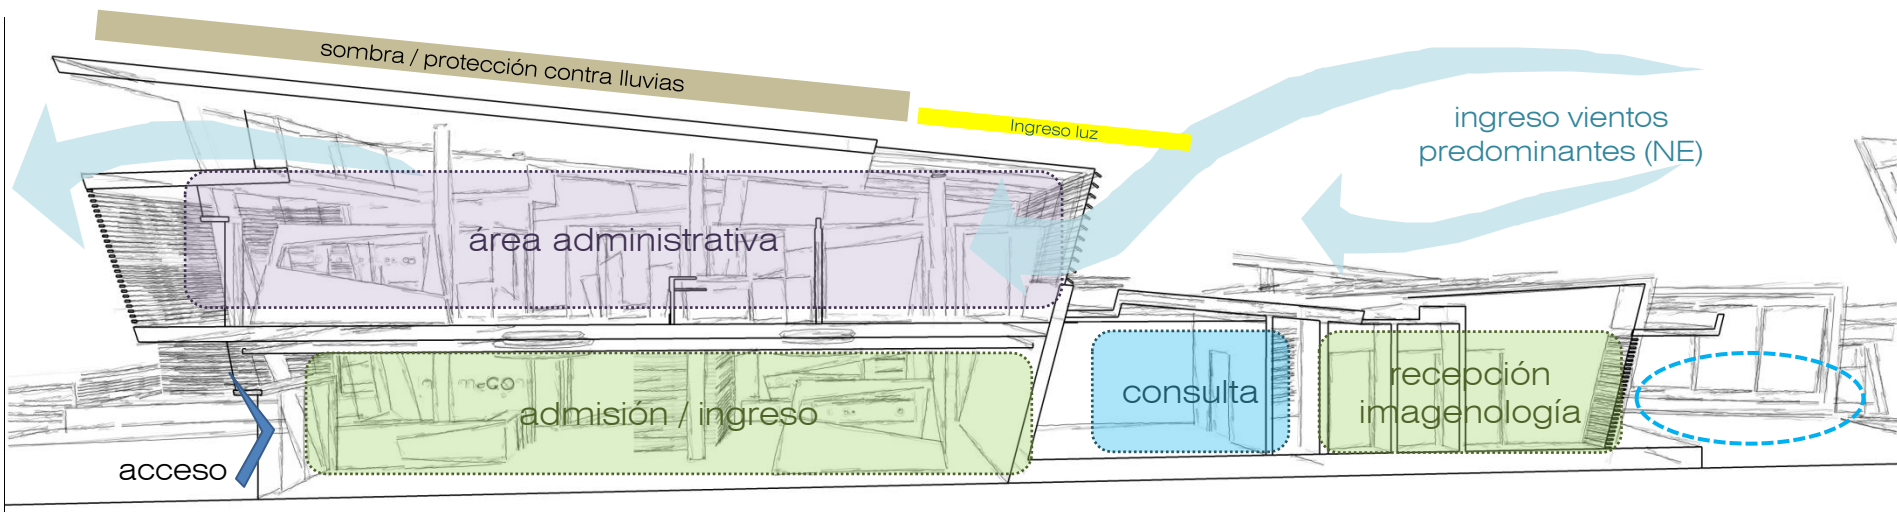 sombra / protección contra lluvias
Ingreso luz
ingreso vientos
predominantes (NE)
área administrativa
admisión / ingreso
consulta
recepción
imagenología
acceso